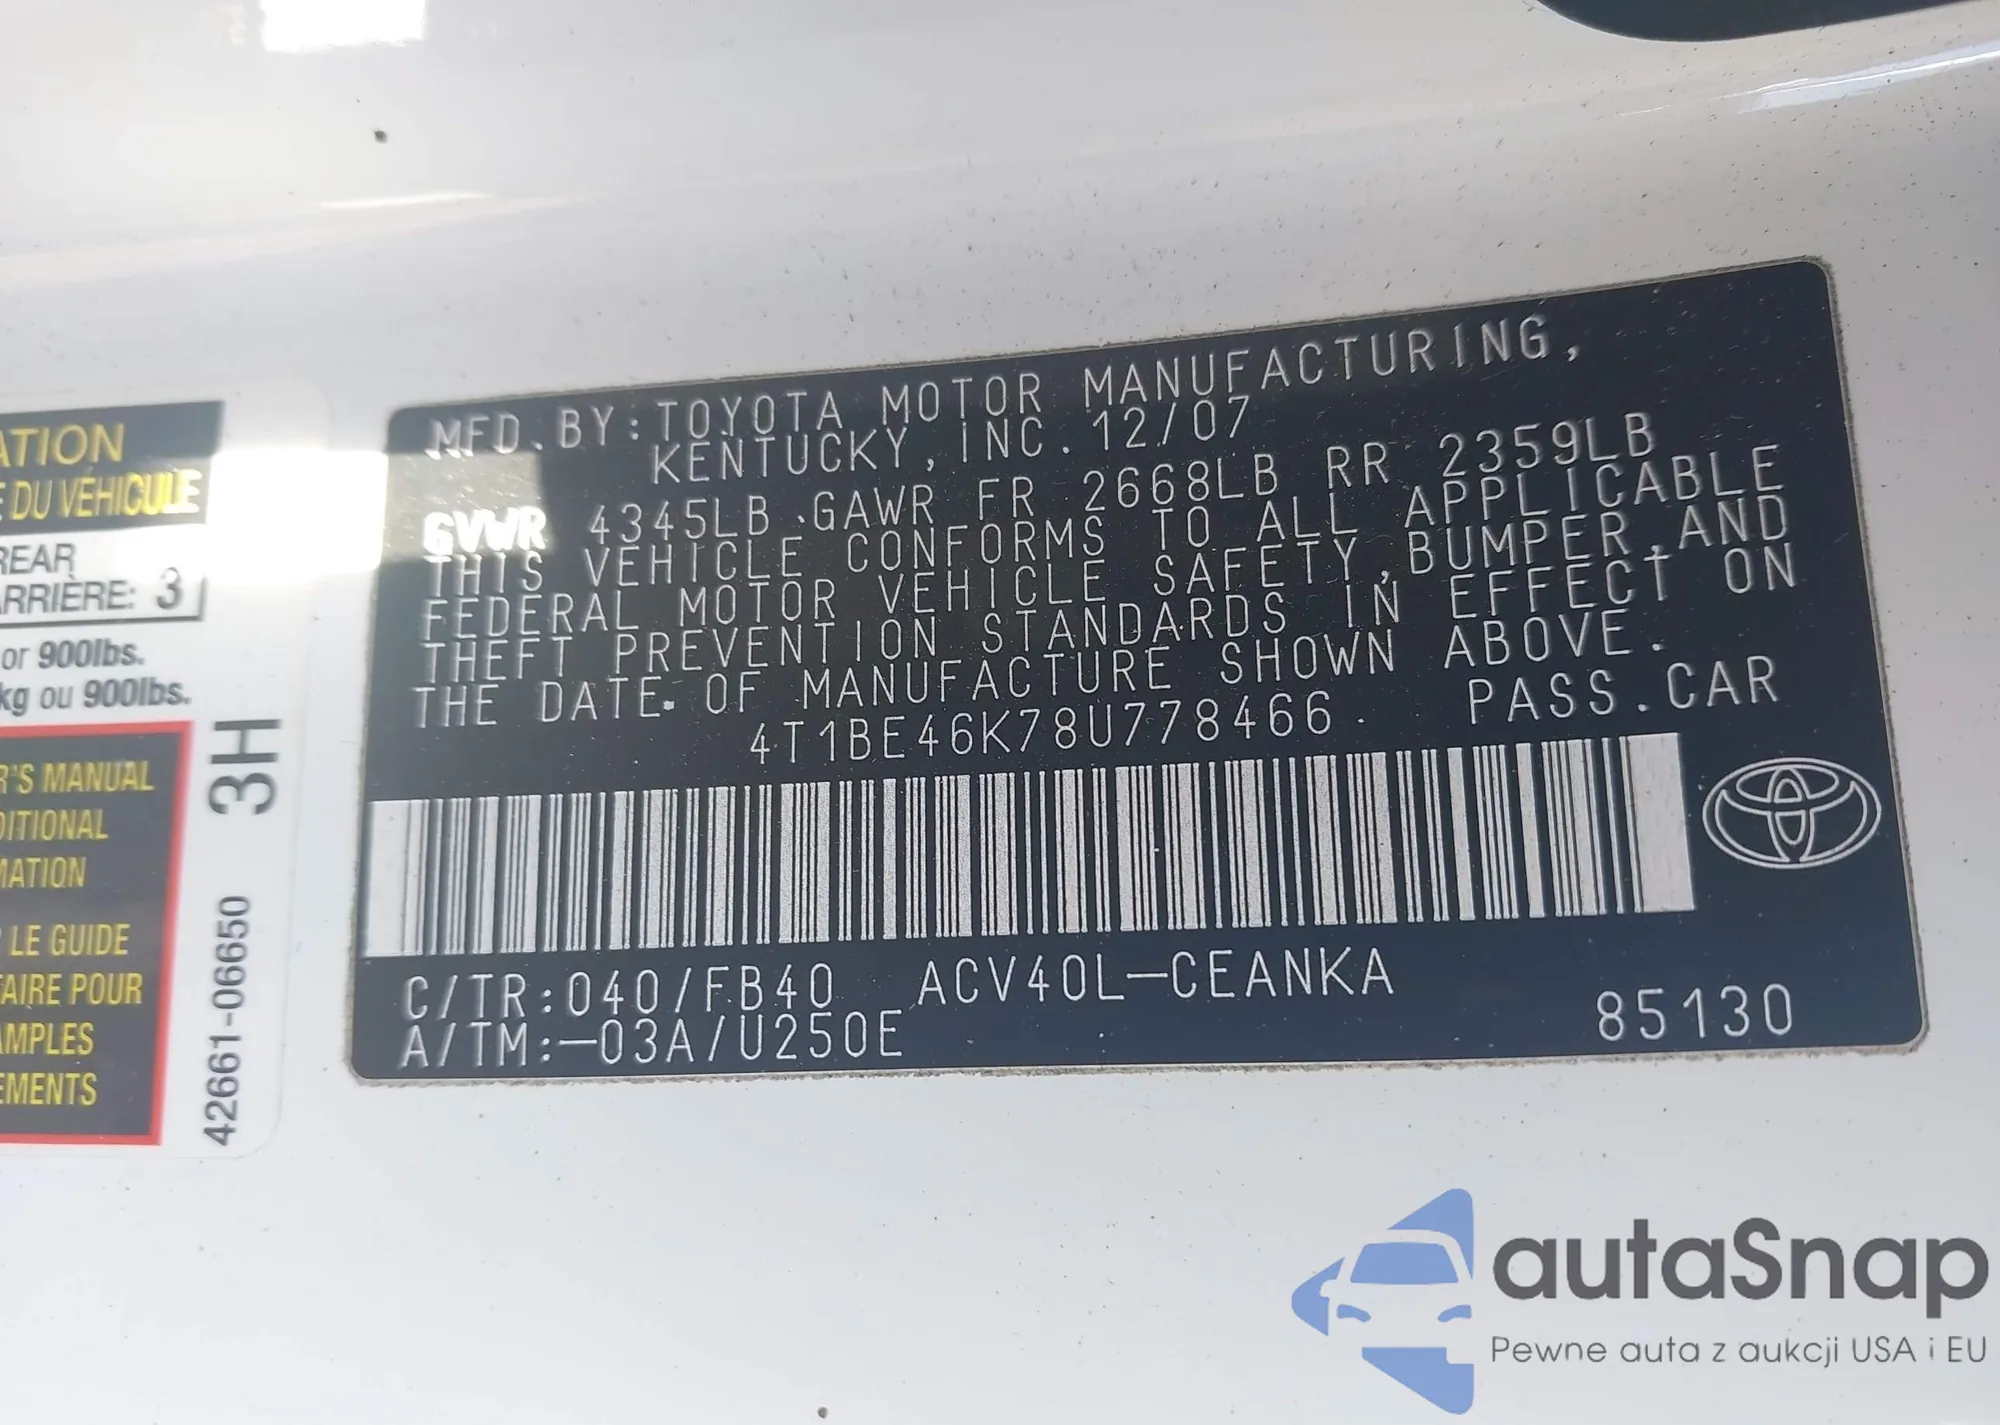 ATION
E DU VÉHICULE
REAR
ARRIÈRE: 3
or 900lbs.
kg ou 900lbs.
R'S MANUAL
DITIONAL
MATION
LE GUIDE
AIRE POUR
AMPLES
EMENTS
3H
42661-06650
MFD.BY:TOYOTA MOTOR MANUFACTURING,
KENTUCKY,INC. 12/07
GVWR 4345LB GAWR FR 2668LB RR 2359LB
THIS VEHICLE CONFORMS TO ALL APPLICABLE
FEDERAL MOTOR VEHICLE SAFETY,BUMPER,AND
THEFT PREVENTION STANDARDS IN EFFECT ON
THE DATE OF MANUFACTURE SHOWN ABOVE.
4T1BE46K78U778466 PASS.CAR
C/TR:040/FB40 ACV40L-CEANKA
A/TM:-03A/U250E 85130
autaSnap
Pewne auta z aukcji USA i EU